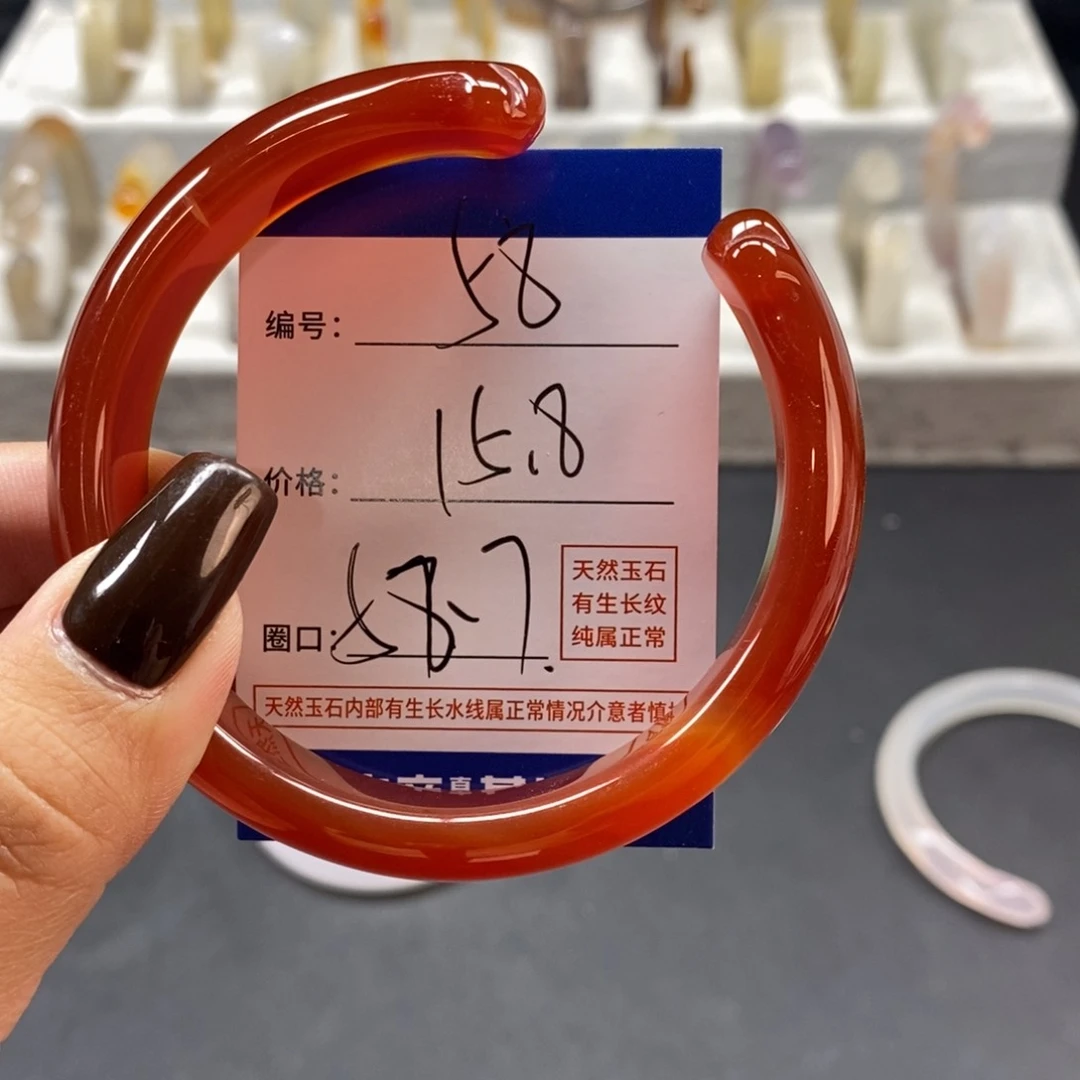 编号： 58
价格： 15.8
圈口： 58.7.
天然玉石
有生长纹
纯属正常
天然玉石内部有生长水线属正常情况介意者慎